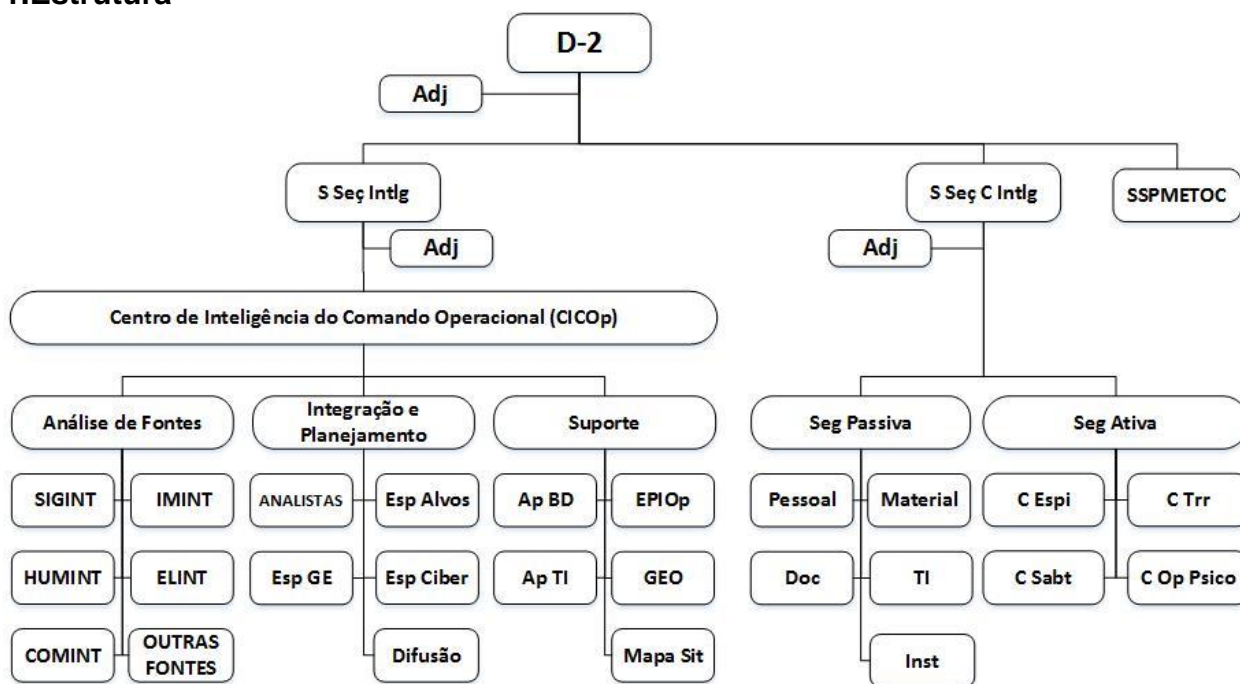 1.Estrutura
D-2
Adj
S Seç Intlg
S Seç C Intlg
SSPMETOC
Adj
Adj
Centro de Inteligência do Comando Operacional (CICOp)
Análise de Fontes
Integração e
Planejamento
Suporte
Seg Passiva
Seg Ativa
SIGINT
IMINT
ANALISTAS
Esp Alvos
Ap BD
EPIOp
Pessoal
Material
C Espi
C Trr
HUMINT
ELINT
Esp GE
Esp Ciber
Ap TI
GEO
Doc
TI
C Sabt
C Op Psico
COMINT
OUTRAS
FONTES
Difusão
Mapa Sit
Inst